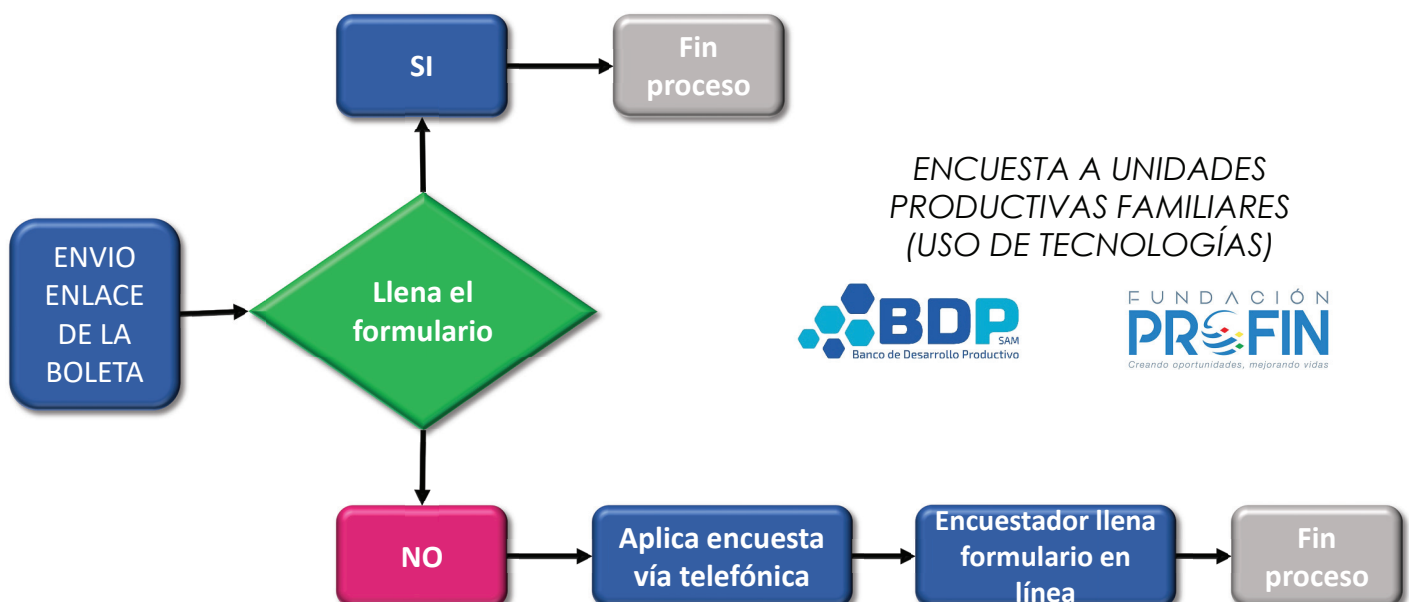 SI
Fin
proceso
ENCUESTA A UNIDADES
PRODUCTIVAS FAMILIARES
(USO DE TECNOLOGÍAS)
ENVIO
ENLACE
DE LA
BOLETA
Llena el
formulario
BDP
SAM
Banco de Desarrollo Productivo
FUNDACIÓN
PROFIN
Creando oportunidades, mejorando vidas
NO
Aplica encuesta
vía telefónica
Encuestador llena
formulario en
línea
Fin
proceso